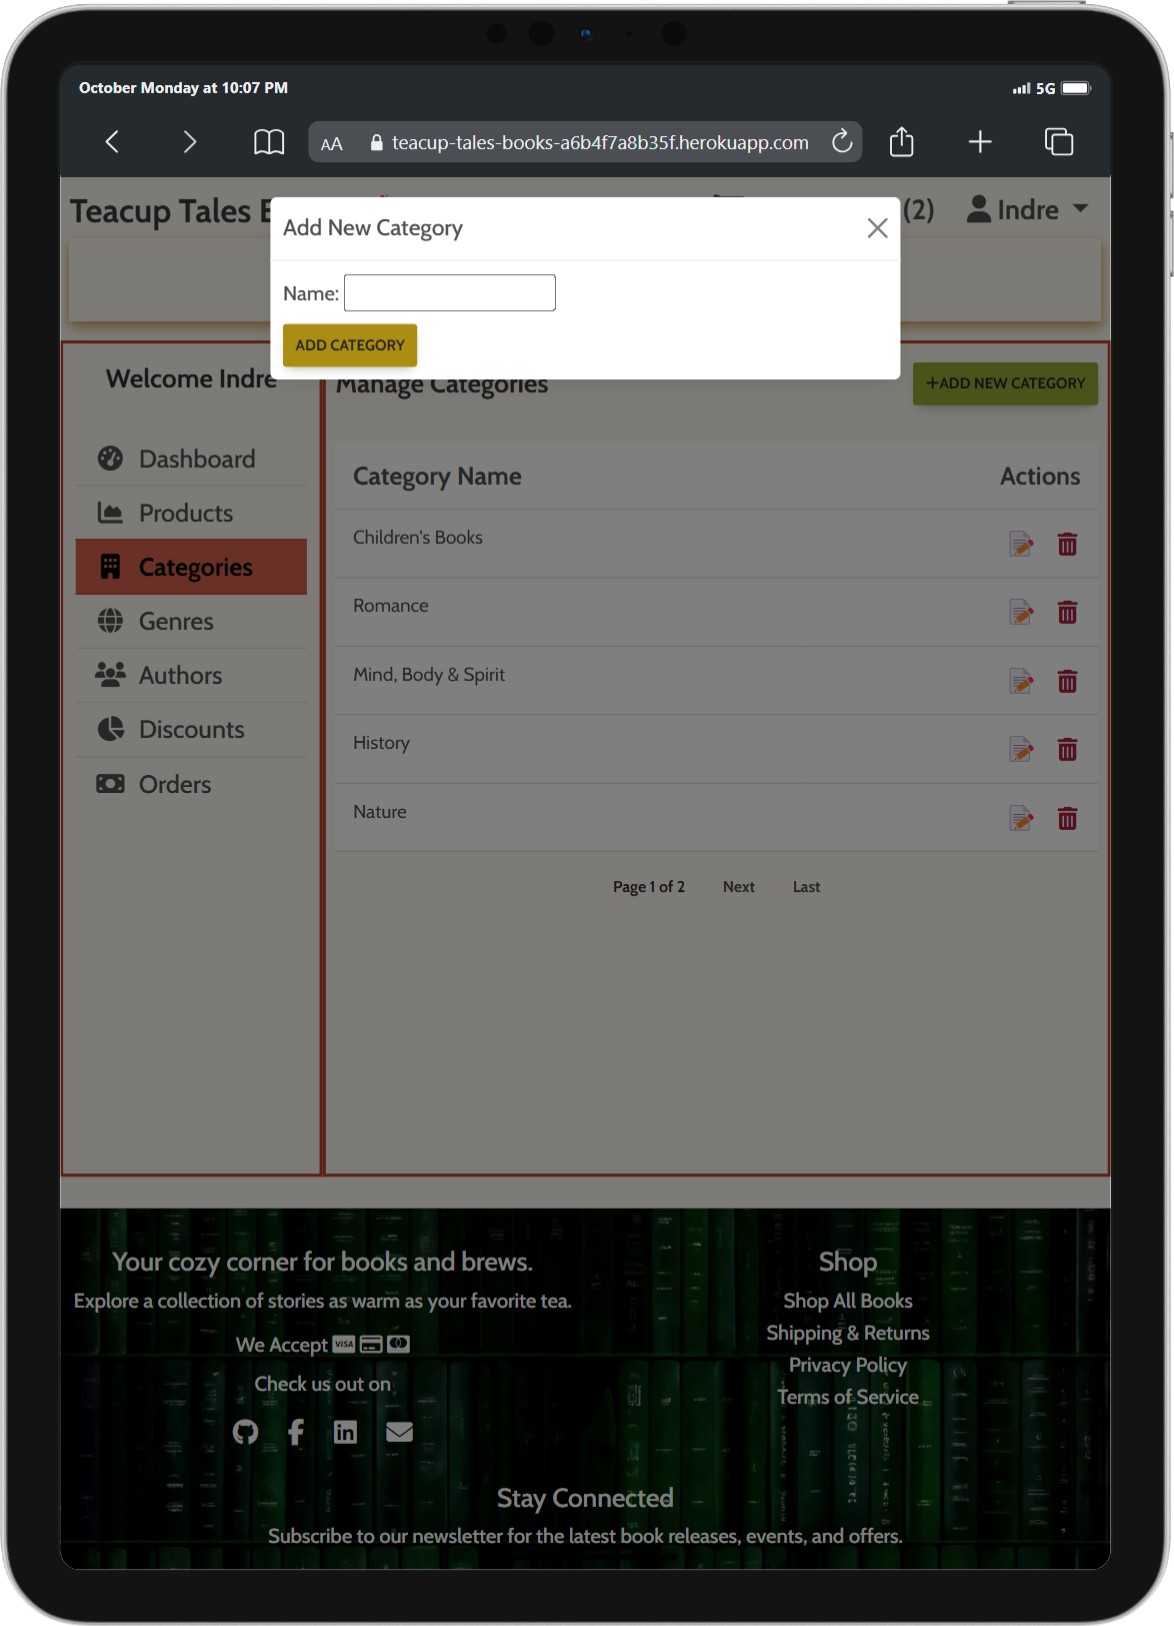 October Monday at 10:07 PM
5G
AA teacup-tales-books-a6b4f7a8b35f.herokuapp.com
Teacup Tales
(2)
Indre
Add New Category
Name:
ADD CATEGORY
Welcome Indre
Manage Categories
+ADD NEW CATEGORY
Dashboard
Products
Categories
Genres
Authors
Discounts
Orders
Category Name Actions
Children's Books
Romance
Mind, Body & Spirit
History
Nature
Page 1 of 2 Next Last
Your cozy corner for books and brews.
Explore a collection of stories as warm as your favorite tea.
We Accept VISA
Check us out on
in
Shop
Shop All Books
Shipping & Returns
Privacy Policy
Terms of Service
Stay Connected
Subscribe to our newsletter for the latest book releases, events, and offers.